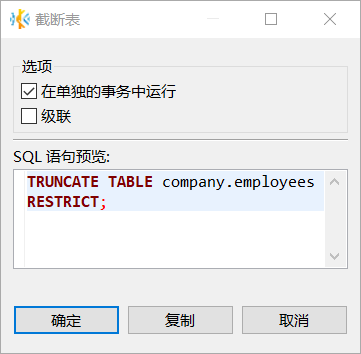 截断表
选项
在单独的事务中运行
级联
SQL 语句预览:
TRUNCATE TABLE company.employees
RESTRICT;
确定
复制
取消